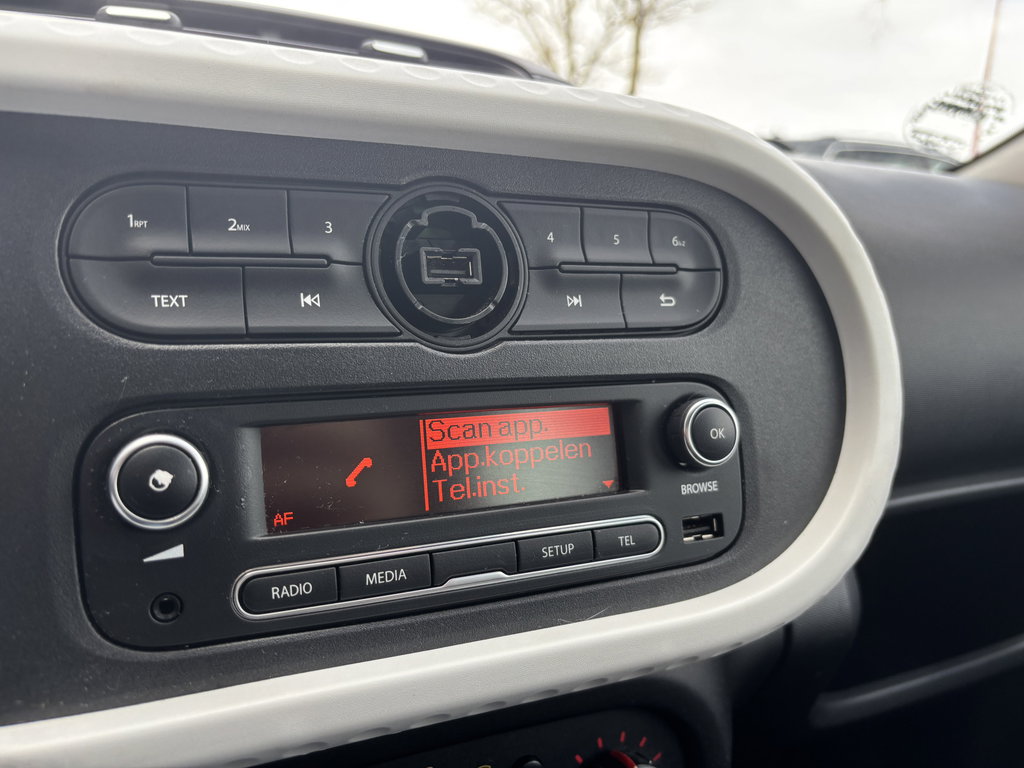 1RPT
2MIX
3
4
5
TEXT
Scan app.
App.koppelen
Tel.inst.
AF
OK
BROWSE
RADIO
MEDIA
SETUP
TEL